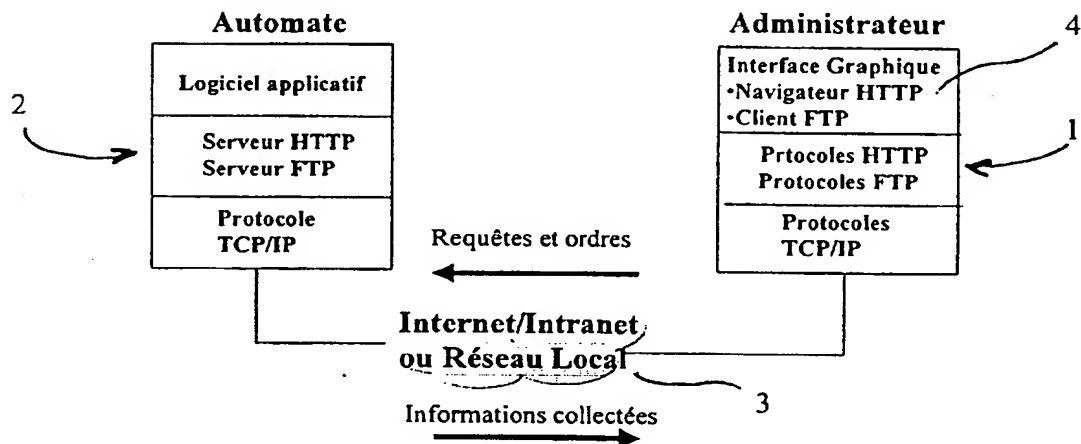 Automate
Logiciel applicatif
Serveur HTTP
Serveur FTP
Protocole
TCP/IP
2
Administrateur
Interface Graphique
•Navigateur HTTP
•Client FTP
Prtocoles HTTP
Protocoles FTP
Protocoles
TCP/IP
4
1
Requêtes et ordres
Internet/Intranet
ou Réseau Local
3
Informations collectées